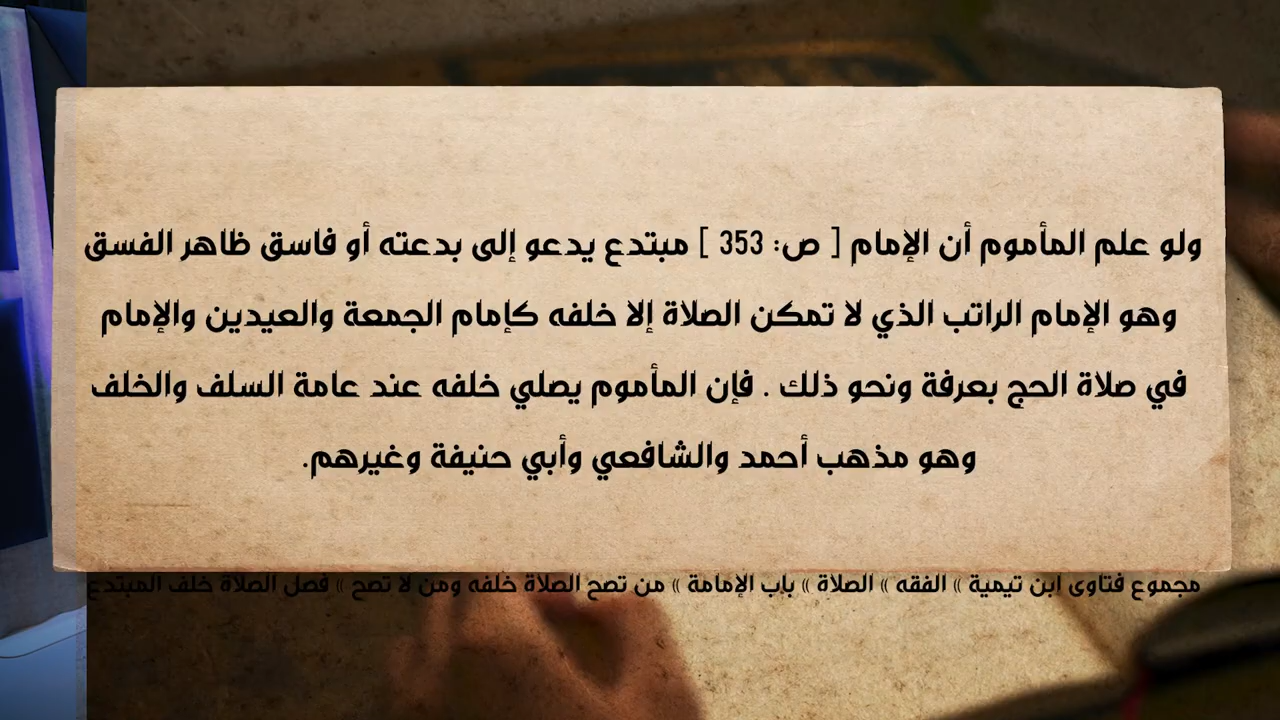 ولو علم المأموم أن الإمام [ ص: 353 ] مبتدع يدعو إلى بدعته أو فاسق ظاهر الفسق
وهو الإمام الراتب الذي لا تمكن الصلاة إلا خلفه كإمام الجمعة والعيدين والإمام
في صلاة الحج بعرفة ونحو ذلك . فإن المأموم يصلي خلفه عند عامة السلف والخلف
وهو مذهب أحمد والشافعي وأبي حنيفة وغيرهم.
مجموع فتاوى ابن تيمية » الفقه » الصلاة » باب الإمامة » من تصح الصلاة خلفه ومن لا تصح » فصل الصلاة خلف المبتدع